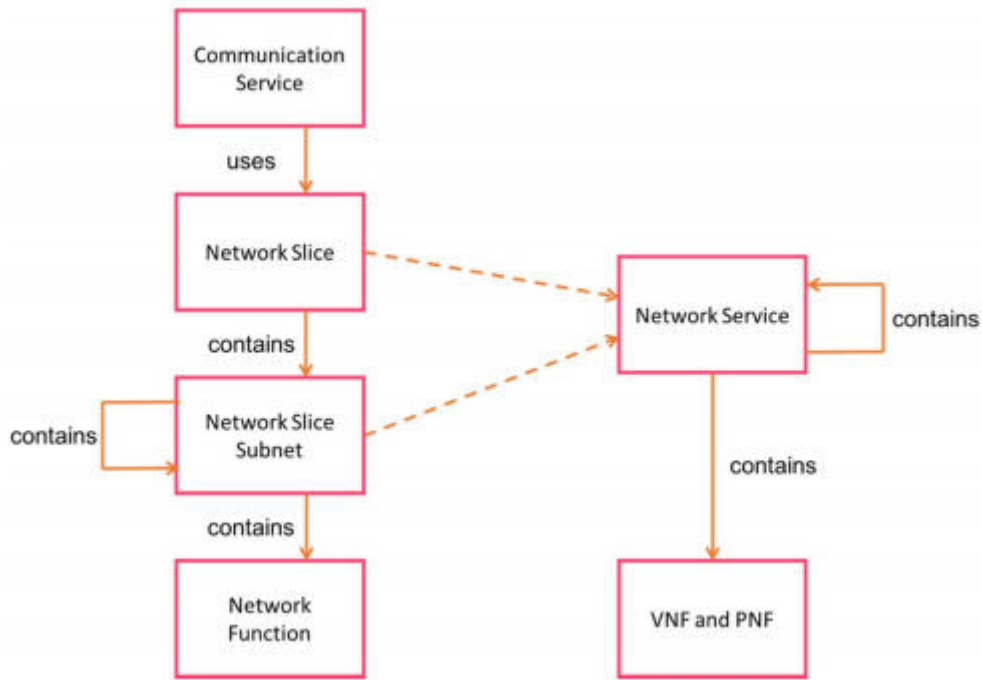 Communication
Service
uses
Network Slice
contains
Network Service
contains
Network Slice
Subnet
contains
contains
contains
Network
Function
VNF and PNF